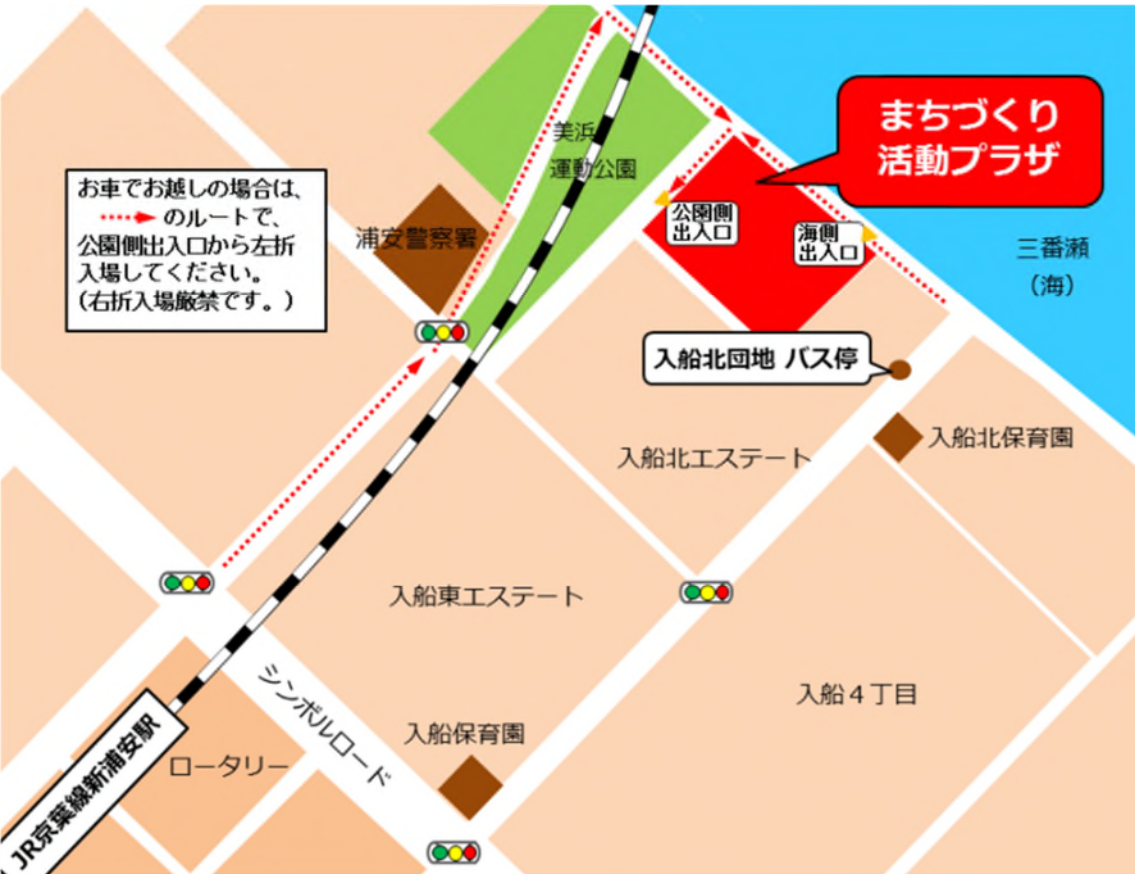 まちづくり
活動プラザ
美浜
運動公園
お車でお越しの場合は、
のルートで、
公園側出入口から左折
入場してください。
(右折入場厳禁です。)
浦安警察署
公園側
出入口
海側
出入口
三番瀬
(海)
入船北団地 バス停
入船北保育園
入船北エステート
入船東エステート
シンボルロード
入船4丁目
入船保育園
ロータリー
JR京葉線新浦安駅